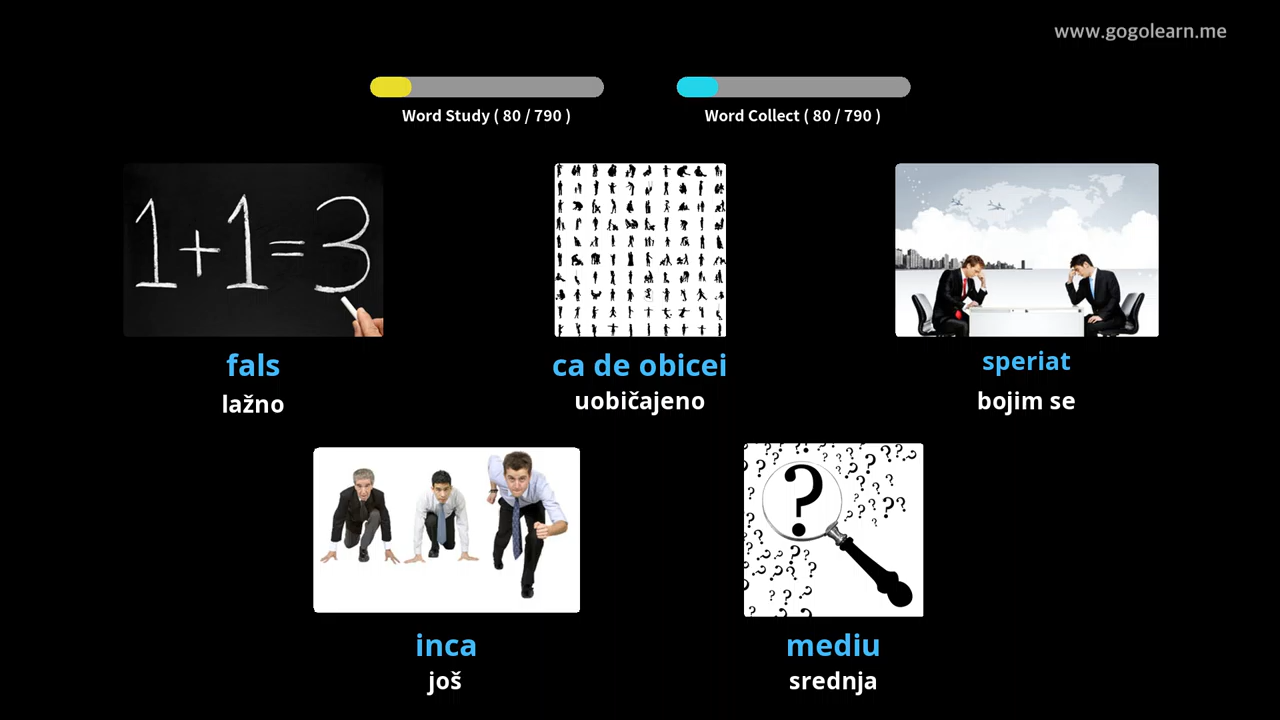 www.gogolearn.me
Word Study ( 80 / 790 )
Word Collect ( 80 / 790 )
1+1=3
fals
lažno
ca de obicei
uobičajeno
speriat
bojim se
?
inca
još
mediu
srednja